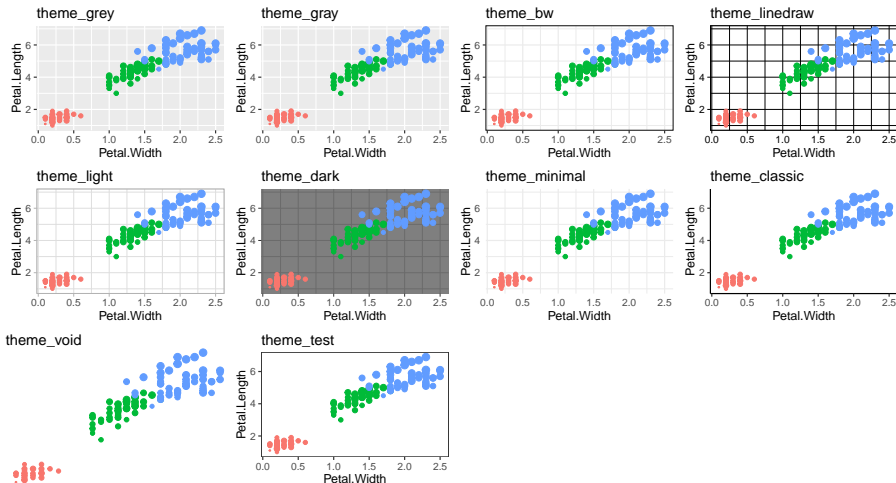 theme_grey
theme_gray
theme_bw
theme_linedraw
Petal.Length
6
4
2
0.0 0.5 1.0 1.5 2.0 2.5
Petal.Width
Petal.Length
6
4
2
0.0 0.5 1.0 1.5 2.0 2.5
Petal.Width
Petal.Length
6
4
2
0.0 0.5 1.0 1.5 2.0 2.5
Petal.Width
Petal.Length
6
4
2
0.0 0.5 1.0 1.5 2.0 2.5
Petal.Width
theme_light
theme_dark
theme_minimal
theme_classic
Petal.Length
6
4
2
0.0 0.5 1.0 1.5 2.0 2.5
Petal.Width
Petal.Length
6
4
2
0.0 0.5 1.0 1.5 2.0 2.5
Petal.Width
Petal.Length
6
4
2
0.0 0.5 1.0 1.5 2.0 2.5
Petal.Width
Petal.Length
6
4
2
0.0 0.5 1.0 1.5 2.0 2.5
Petal.Width
theme_void
theme_test
Petal.Length
6
4
2
0.0 0.5 1.0 1.5 2.0 2.5
Petal.Width